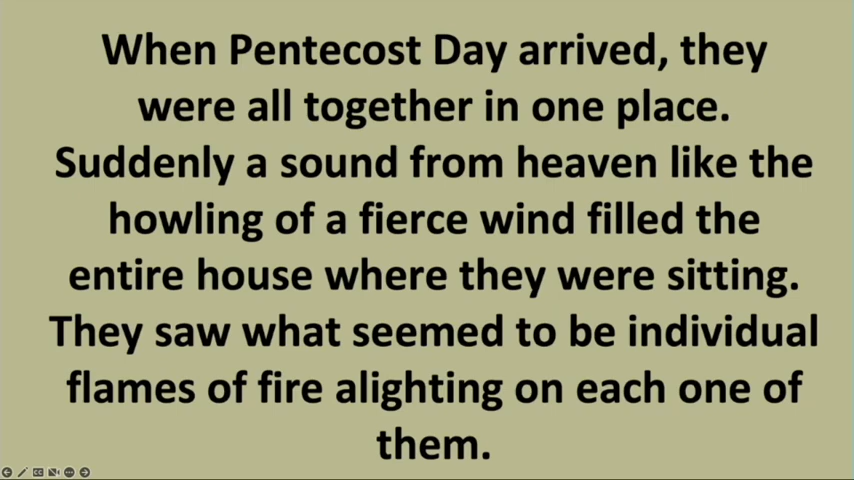 When Pentecost Day arrived, they
were all together in one place.
Suddenly a sound from heaven like the
howling of a fierce wind filled the
entire house where they were sitting.
They saw what seemed to be individual
flames of fire alighting on each one of
them.